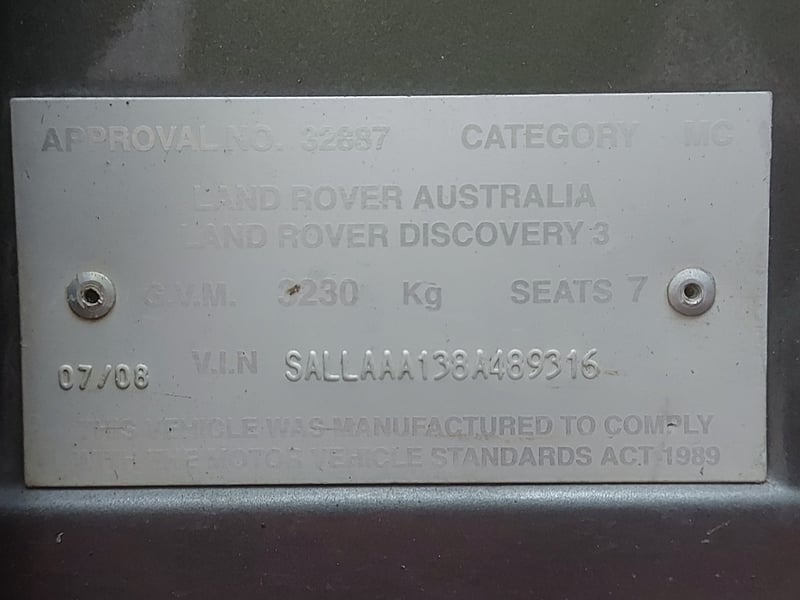 APPROVAL NO. 32887 CATEGORY MC
LAND ROVER AUSTRALIA
LAND ROVER DISCOVERY 3
G.V.M. 3230 Kg SEATS 7
07/08 V.I.N SALLAAA138A489316
THIS VEHICLE WAS MANUFACTURED TO COMPLY
WITH THE MOTOR VEHICLE STANDARDS ACT 1989